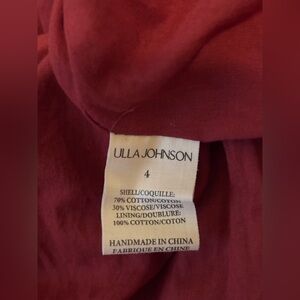 ULLA JOHNSON
4
SHELL/COQUILLE:
70% COTTON/COTON
30% VISCOSE/VISCOSE
LINING/DOUBLURE:
100% COTTON/COTON
HANDMADE IN CHINA
FABRIQUE EN CHINE